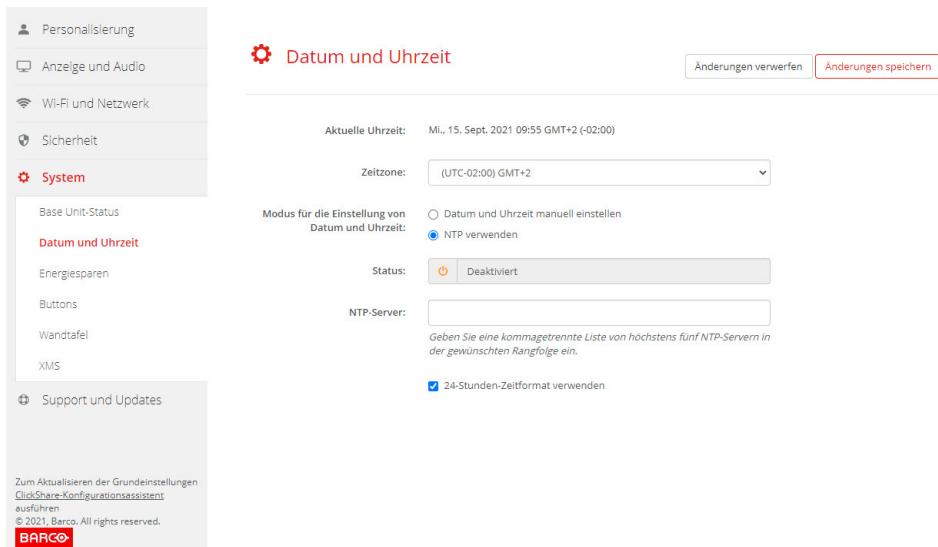 Personalisierung
Anzeige und Audio
Wi-Fi und Netzwerk
Sicherheit
System
Base Unit-Status
Datum und Uhrzeit
Energiesparen
Buttons
Wandtafel
XMS
Support und Updates
Zum Aktualisieren der Grundeinstellungen
ClickShare-Konfigurationsassistent
ausführen
© 2021, Barco. All rights reserved.
BARCO
Datum und Uhrzeit
Änderungen verwerfen
Änderungen speichern
Aktuelle Uhrzeit: Mi., 15. Sept. 2021 09:55 GMT+2 (-02:00)
Zeitzone: (UTC-02:00) GMT+2
Modus für die Einstellung von
Datum und Uhrzeit:
Datum und Uhrzeit manuell einstellen
NTP verwenden
Status: Deaktiviert
NTP-Server:
Geben Sie eine kommagetrennte Liste von höchstens fünf NTP-Servern in
der gewünschten Rangfolge ein.
24-Stunden-Zeitformat verwenden